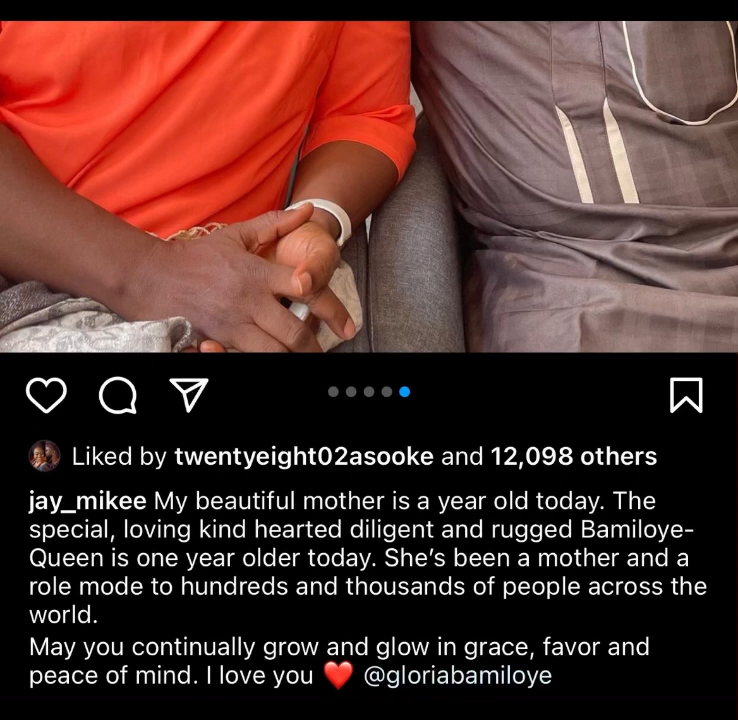 Liked by twentyeight02asooke and 12,098 others
jay_mikee My beautiful mother is a year old today. The
special, loving kind hearted diligent and rugged Bamiloye-
Queen is one year older today. She’s been a mother and a
role mode to hundreds and thousands of people across the
world.
May you continually grow and glow in grace, favor and
peace of mind. I love you ❤️ @gloriabamiloye